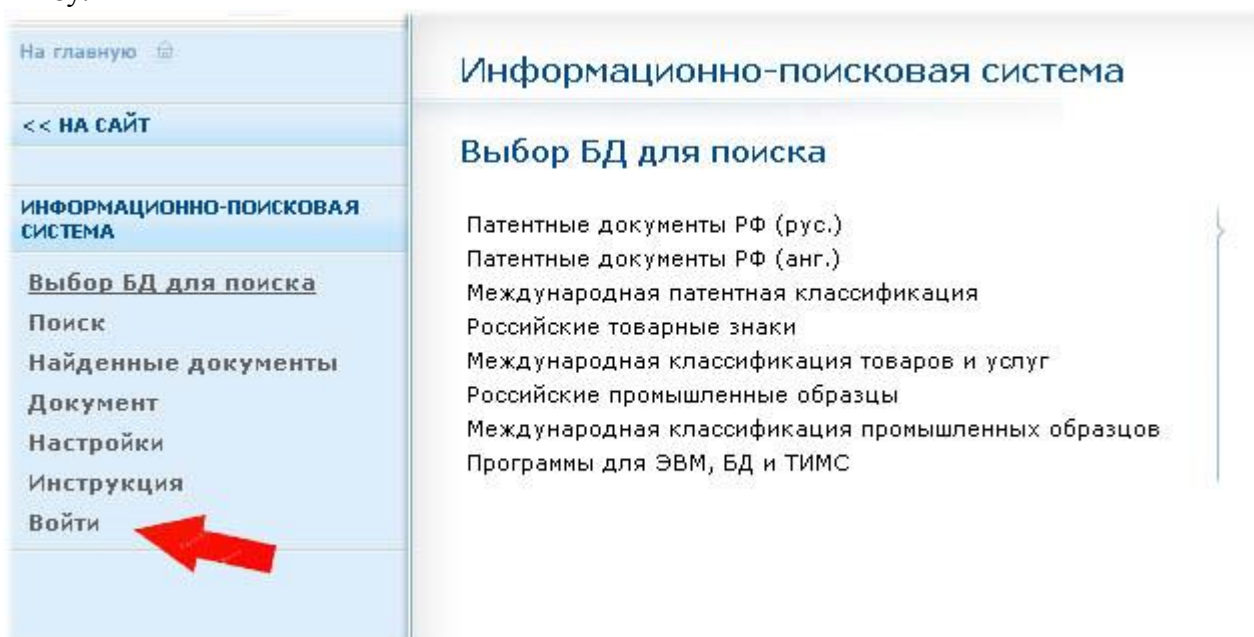 На главную
<< НА САЙТ
ИНФОРМАЦИОННО-ПОИСКОВАЯ
СИСТЕМА
Выбор БД для поиска
Поиск
Найденные документы
Документ
Настройки
Инструкция
Войти
Информационно-поисковая система
Выбор БД для поиска
Патентные документы РФ (рус.)
Патентные документы РФ (анг.)
Международная патентная классификация
Российские товарные знаки
Международная классификация товаров и услуг
Российские промышленные образцы
Международная классификация промышленных образцов
Программы для ЭВМ, БД и ТИМС